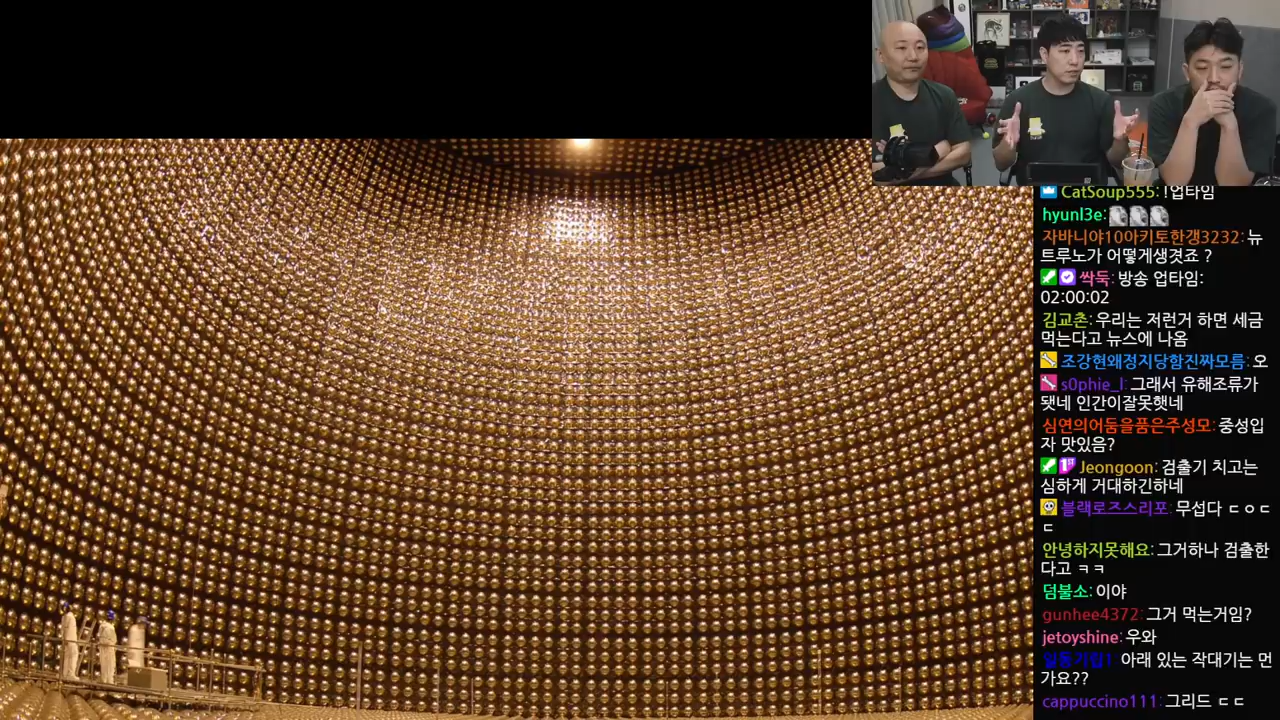 CatSoup555: !업타임
hyunl3e:
자바니야10아키토한갱3232: 뉴
트루노가 어떻게생겻죠 ?
싹둑: 방송 업타임:
02:00:02
김교촌: 우리는 저런거 하면 세금
먹는다고 뉴스에 나옴
조강현왜정지당함진짜모름: 오
s0phie_l: 그래서 유해조류가
됏네 인간이잘못햇네
심연의어둠을품은주성모: 중성입
자 맛있음?
Jeongoon: 검출기 치고는
심하게 거대하긴하네
블랙로즈스리포: 무섭다 ㄷㅇㄷ
ㄷ
안녕하지못해요: 그거하나 검출한
다고 ㅋㅋ
덤불소: 이야
gunhee4372: 그거 먹는거임?
jetoyshine: 우와
아래 있는 작대기는 먼
가요??
cappuccino111: 그리드 ㄷㄷ